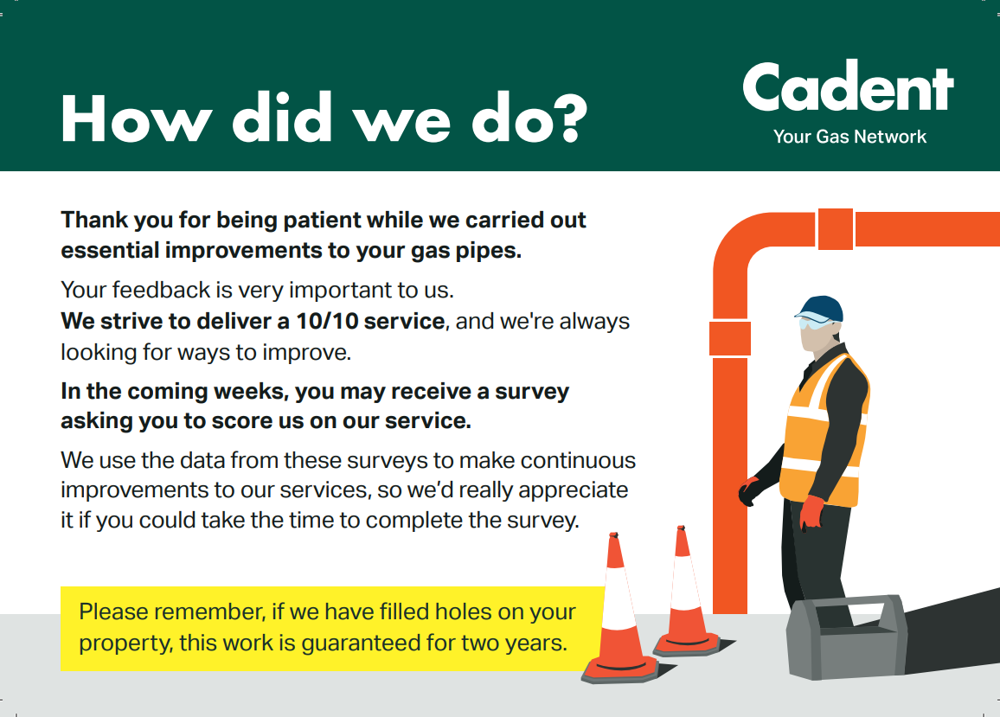 How did we do?
Cadent
Your Gas Network
Thank you for being patient while we carried out
essential improvements to your gas pipes.
Your feedback is very important to us.
We strive to deliver a 10/10 service, and we're always
looking for ways to improve.
In the coming weeks, you may receive a survey
asking you to score us on our service.
We use the data from these surveys to make continuous
improvements to our services, so we’d really appreciate
it if you could take the time to complete the survey.
Please remember, if we have filled holes on your
property, this work is guaranteed for two years.